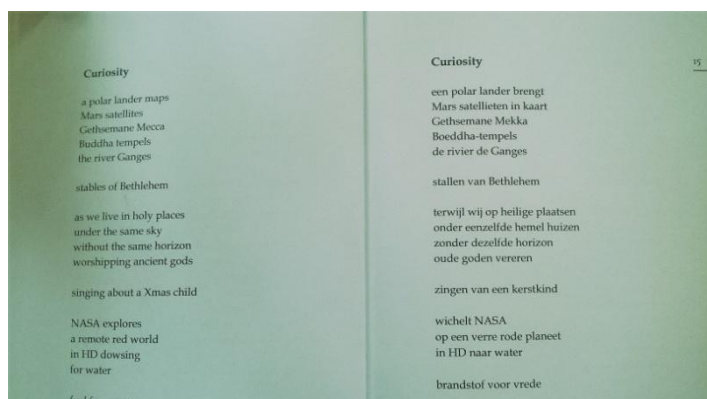 Curiosity
a polar lander maps
Mars satellites
Gethsemane Mecca
Buddha tempels
the river Ganges
stables of Bethlehem
as we live in holy places
under the same sky
without the same horizon
worshipping ancient gods
singing about a Xmas child
NASA explores
a remote red world
in HD dowsing
for water
Curiosity
15
een polar lander brengt
Mars satellieten in kaart
Gethsemane Mekka
Boeddha-tempels
de rivier de Ganges
stallen van Bethlehem
terwijl wij op heilige plaatsen
onder eenzelfde hemel huizen
zonder dezelfde horizon
oude goden vereren
zingen van een kerstkind
wichelt NASA
op een verre rode planeet
in HD naar water
brandstof voor vrede